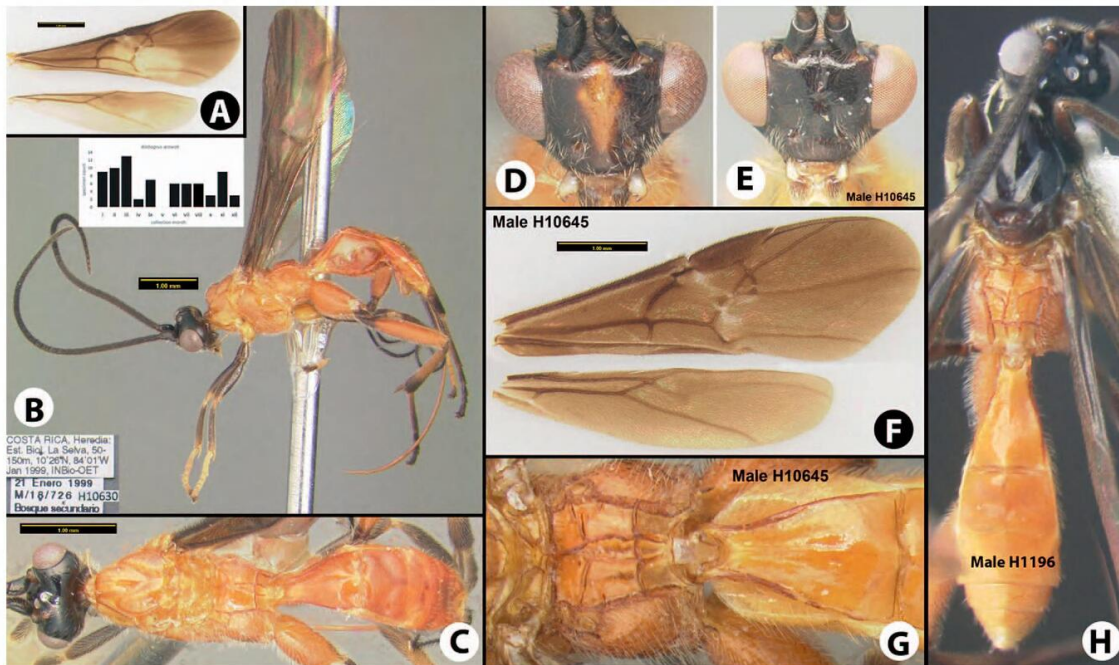 A
1.00 mm
B
COSTA RICA, Heredia:
Est. Biol. La Selva, 50-
150m, 10°26'N, 84°01'W
Jan 1999, INBio-OET
21 Enero 1999
M/18/726 H10630
Bosque secundario
1.00 mm
C
D
E
Male H10645
Male H10645
1.00 mm
F
Male H10645
G
Male H1196
H